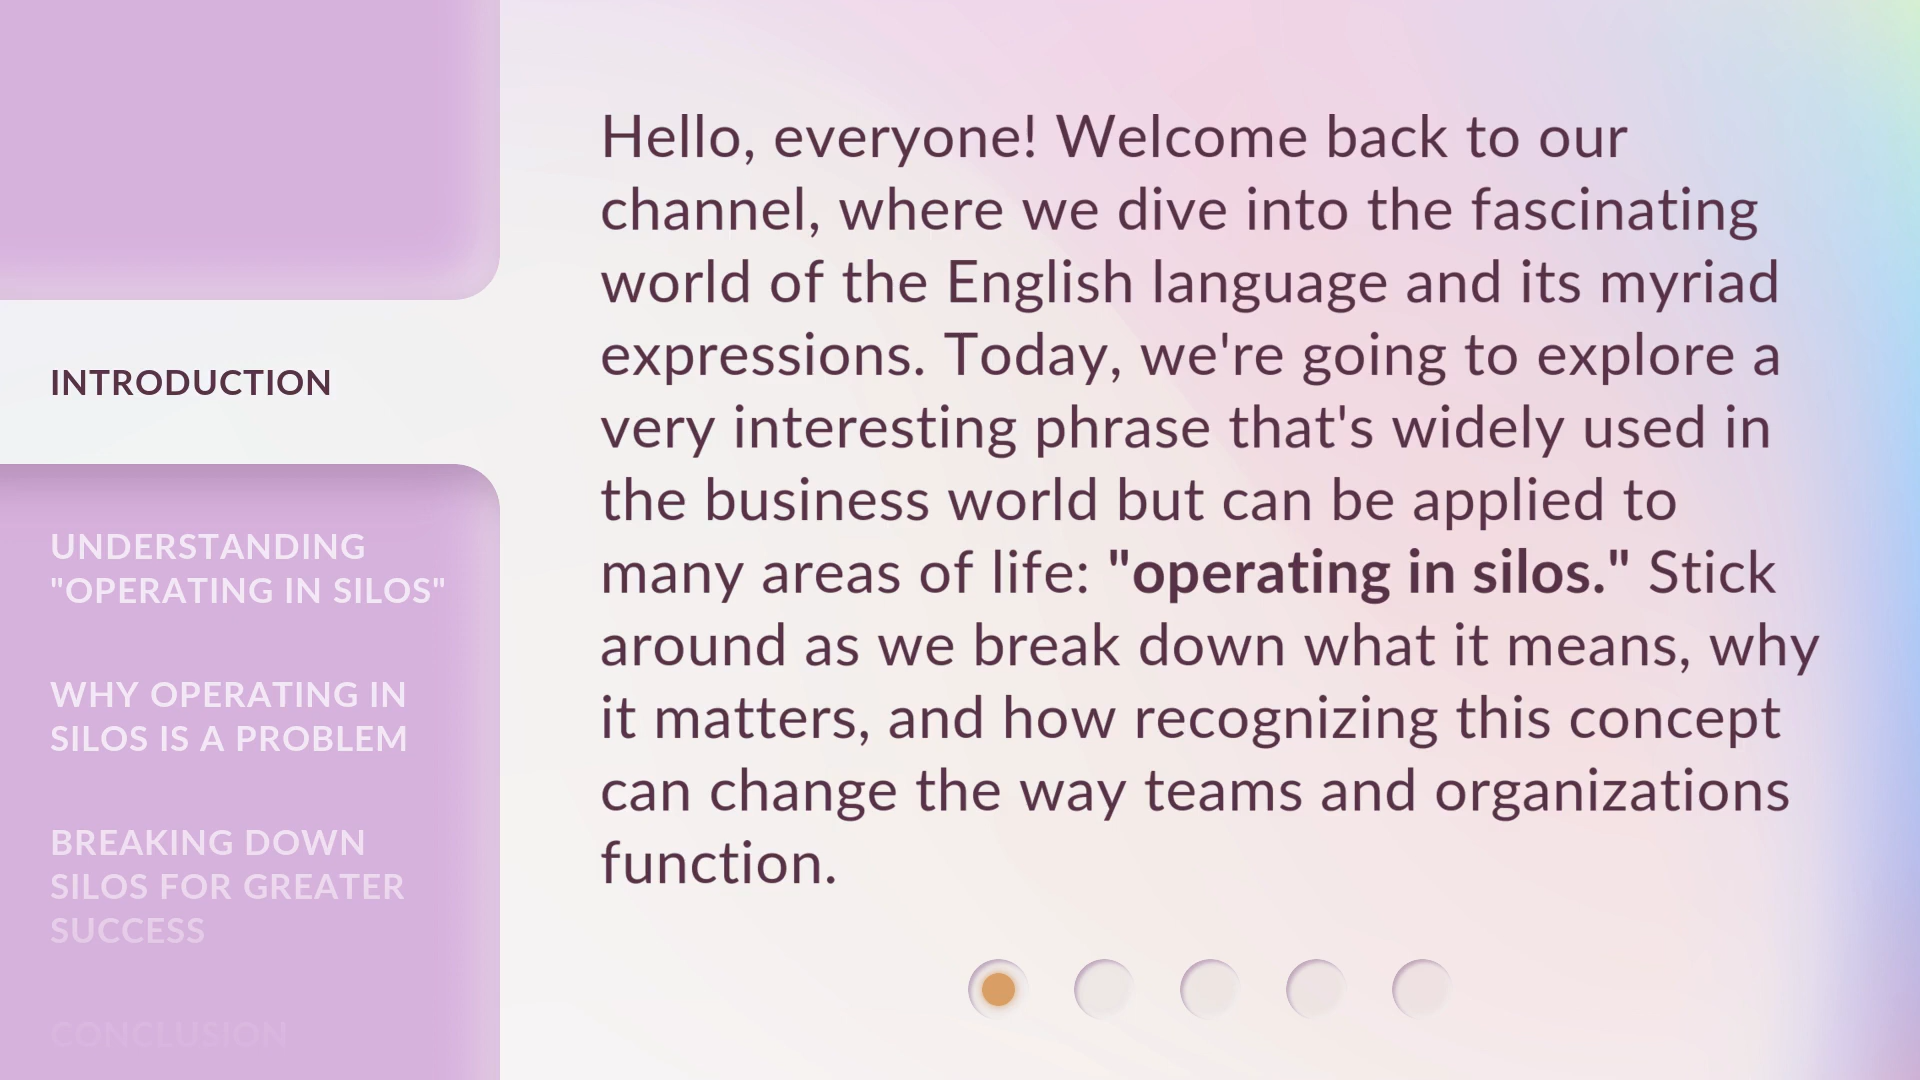 INTRODUCTION
UNDERSTANDING
"OPERATING IN SILOS"
WHY OPERATING IN
SILOS IS A PROBLEM
BREAKING DOWN
SILOS FOR GREATER
SUCCESS
CONCLUSION
Hello, everyone! Welcome back to our
channel, where we dive into the fascinating
world of the English language and its myriad
expressions. Today, we're going to explore a
very interesting phrase that's widely used in
the business world but can be applied to
many areas of life: "operating in silos." Stick
around as we break down what it means, why
it matters, and how recognizing this concept
can change the way teams and organizations
function.